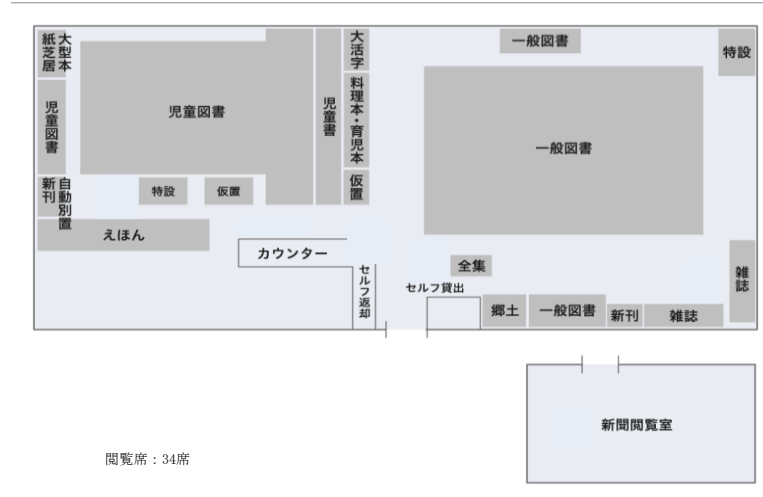 大型本
紙芝居
児童図書
自動別置
新刊
児童図書
特設
仮置
えほん
児童書
大活字
料理本・育児本
仮置
カウンター
セルフ返却
一般図書
特設
一般図書
全集
セルフ貸出
郷土
一般図書
新刊
雑誌
雑誌
新聞閲覧室
閲覧席：34席